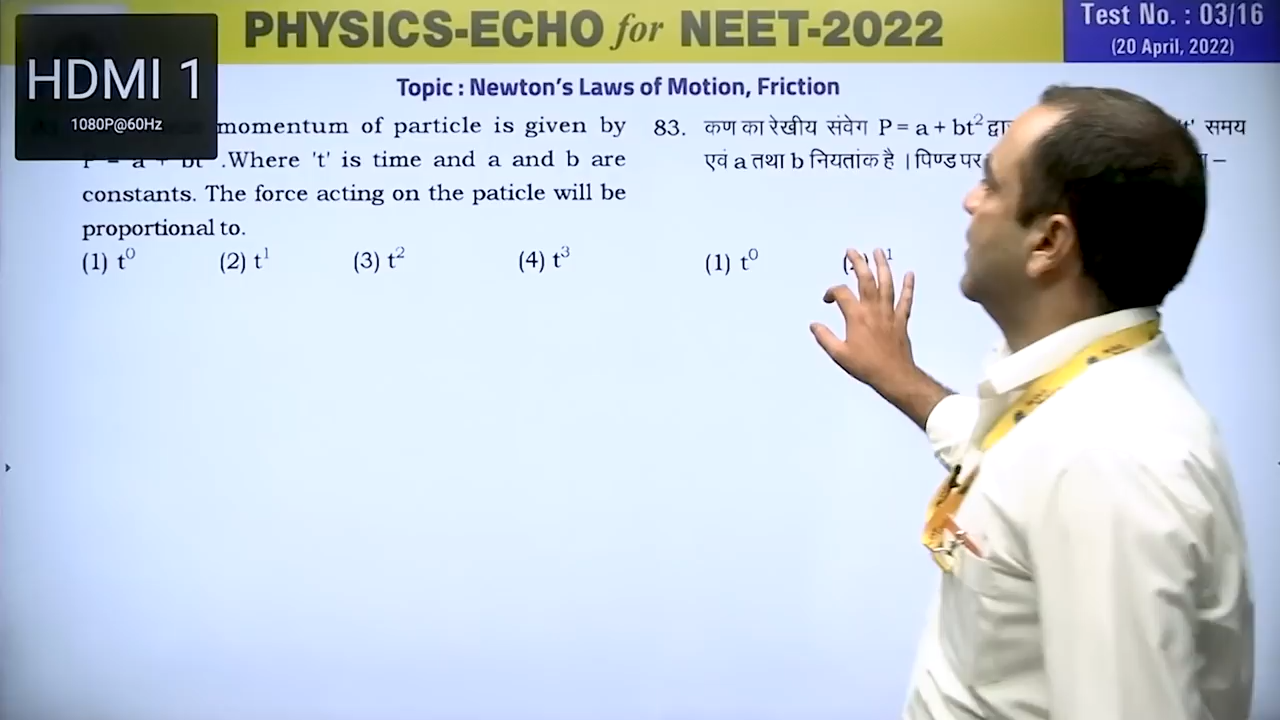 HDMI 1
1080P@60Hz
PHYSICS-ECHO for NEET-2022
Test No. : 03/16
(20 April, 2022)
Topic : Newton's Laws of Motion, Friction
momentum of particle is given by
.Where 't' is time and a and b are
constants. The force acting on the paticle will be
proportional to.
(1) t⁰ (2) t¹ (3) t² (4) t³
83. कण का रेखीय संवेग P = a + bt² 't' समय
एवं a तथा b नियतांक है । पिण्ड पर –
(1) t⁰